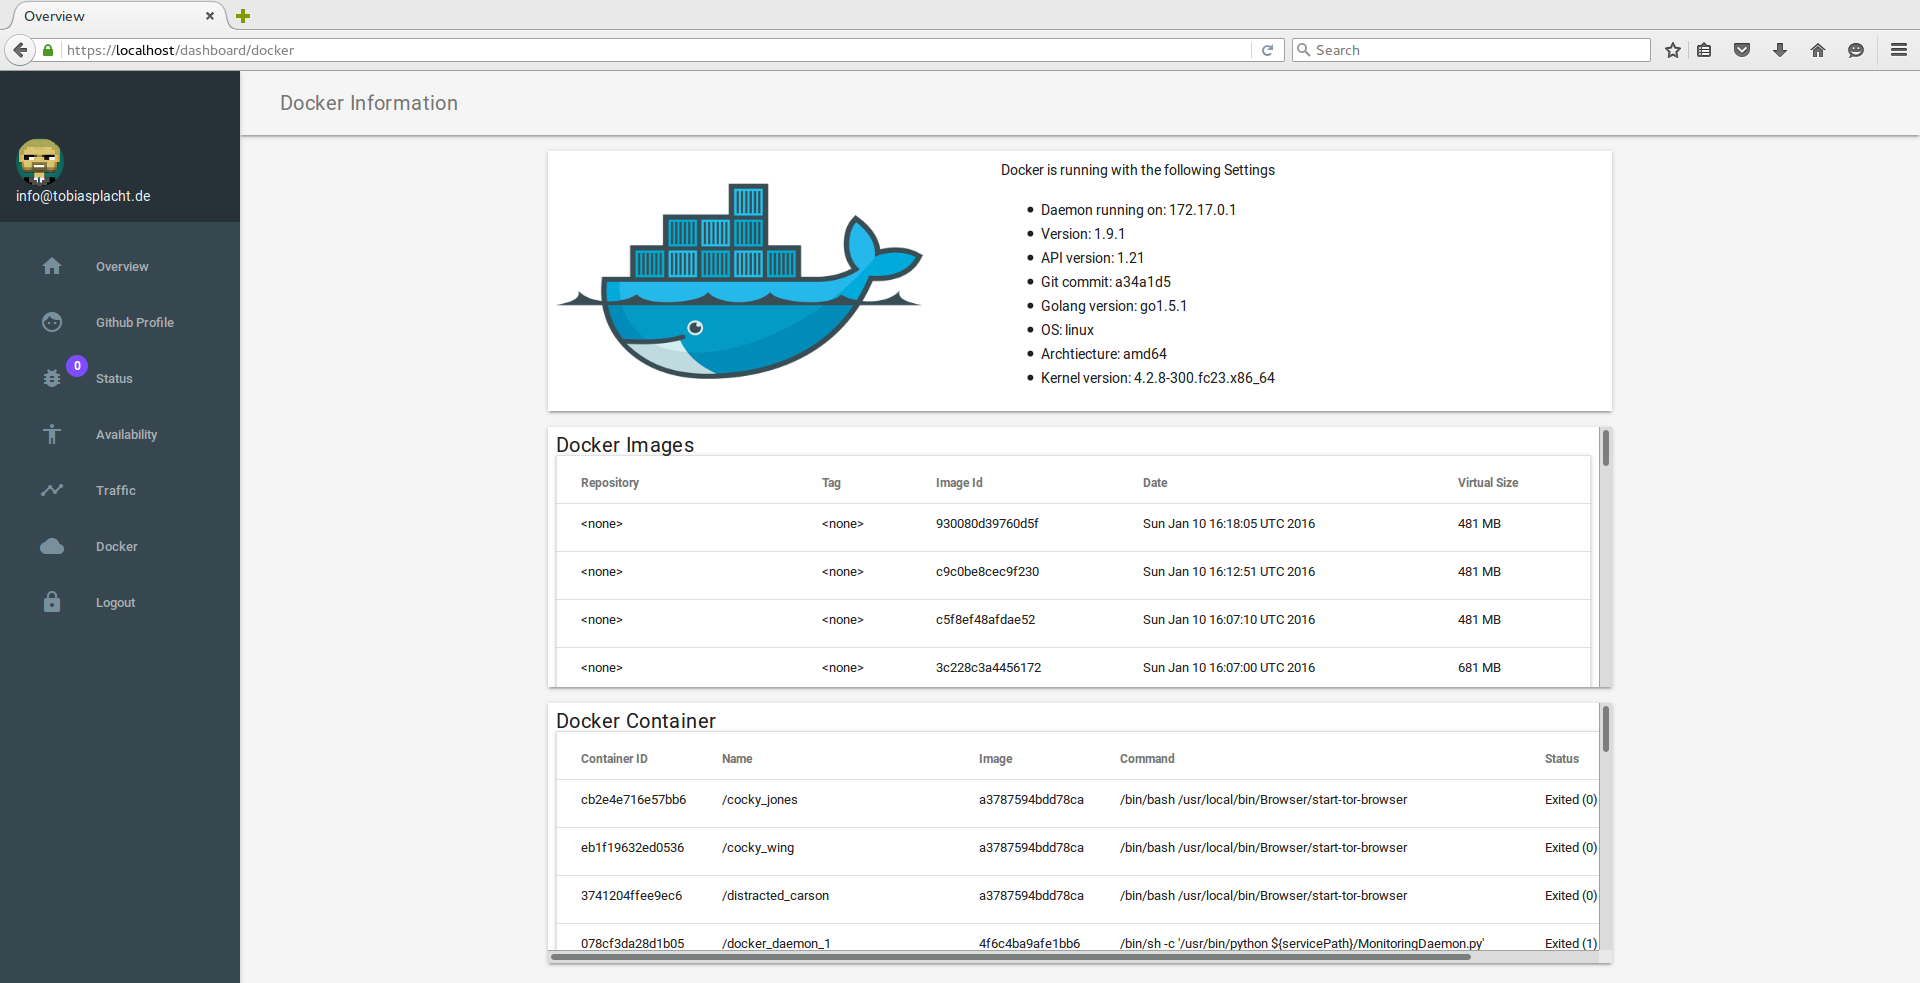 Overview
https://localhost/dashboard/docker
Search
Docker Information
info@tobiasplacht.de
Overview
Github Profile
0
Status
Availability
Traffic
Docker
Logout
Docker is running with the following Settings
Daemon running on: 172.17.0.1
Version: 1.9.1
API version: 1.21
Git commit: a34a1d5
Golang version: go1.5.1
OS: linux
Archtiecture: amd64
Kernel version: 4.2.8-300.fc23.x86_64
Docker Images
Repository Tag Image Id Date Virtual Size
<none> <none> 930080d39760d5f Sun Jan 10 16:18:05 UTC 2016 481 MB
<none> <none> c9c0be8cec9f230 Sun Jan 10 16:12:51 UTC 2016 481 MB
<none> <none> c5f8ef48afdae52 Sun Jan 10 16:07:10 UTC 2016 481 MB
<none> <none> 3c228c3a4456172 Sun Jan 10 16:07:00 UTC 2016 681 MB
Docker Container
Container ID Name Image Command Status
cb2e4e716e57bb6 /cocky_jones a3787594bdd78ca /bin/bash /usr/local/bin/Browser/start-tor-browser Exited (0)
eb1f19632ed0536 /cocky_wing a3787594bdd78ca /bin/bash /usr/local/bin/Browser/start-tor-browser Exited (0)
3741204ffee9ec6 /distracted_carson a3787594bdd78ca /bin/bash /usr/local/bin/Browser/start-tor-browser Exited (0)
078cf3da28d1b05 /docker_daemon_1 4f6c4ba9afe1bb6 /bin/sh -c '/usr/bin/python ${servicePath}/MonitoringDaemon.py' Exited (1)